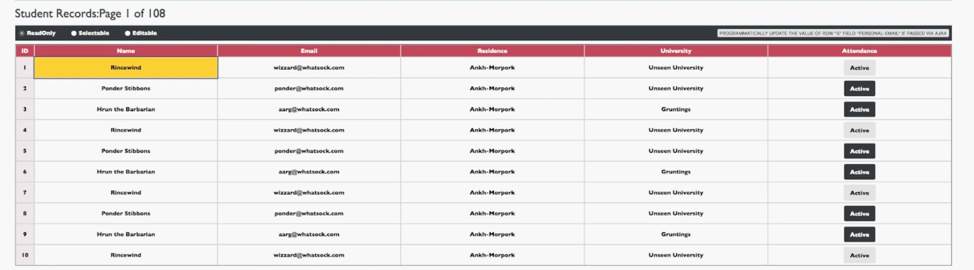 Student Records:Page 1 of 108
ReadOnly Selectable Editable PROGRAMMATICALLY UPDATE THE VALUE OF ROW "0" FIELD "PERSONAL EMAIL" IF PASSED VIA AJAX
ID Name Email Residence University Attendance
1 Rincewind wizzard@whatsock.com Ankh-Morpork Unseen University Active
2 Ponder Stibbons ponder@whatsock.com Ankh-Morpork Unseen University Active
3 Hrun the Barbarian aarg@whatsock.com Ankh-Morpork Gruntings Active
4 Rincewind wizzard@whatsock.com Ankh-Morpork Unseen University Active
5 Ponder Stibbons ponder@whatsock.com Ankh-Morpork Unseen University Active
6 Hrun the Barbarian aarg@whatsock.com Ankh-Morpork Gruntings Active
7 Rincewind wizzard@whatsock.com Ankh-Morpork Unseen University Active
8 Ponder Stibbons ponder@whatsock.com Ankh-Morpork Unseen University Active
9 Hrun the Barbarian aarg@whatsock.com Ankh-Morpork Gruntings Active
10 Rincewind wizzard@whatsock.com Ankh-Morpork Unseen University Active